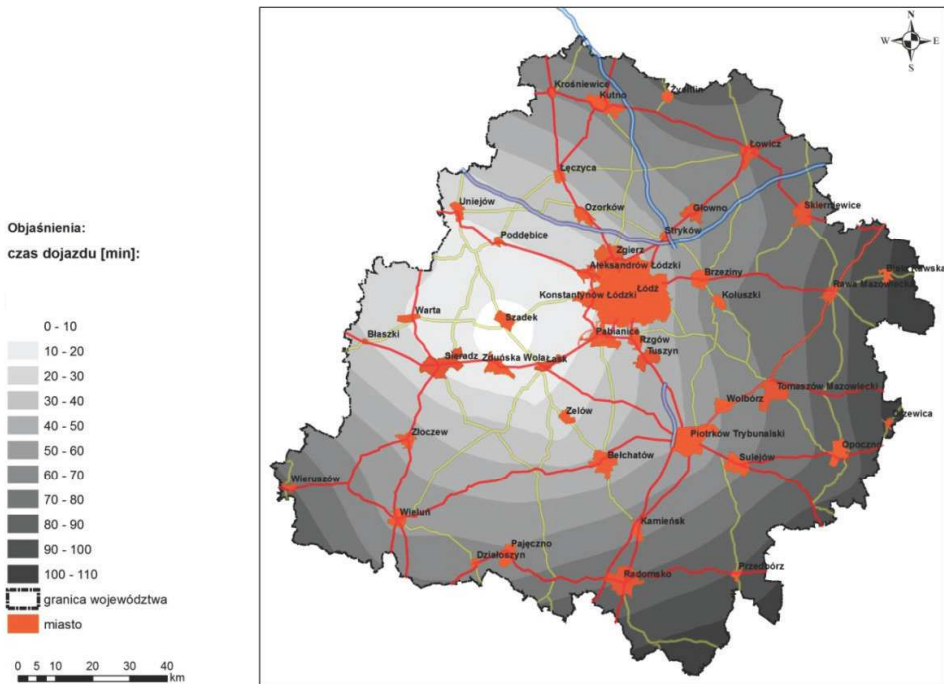 N
W E
S
Krośniewice
Kutno
Żychlin
Łowicz
Łęczyca
Uniejów
Ozorków
Głowno
Skierniewice
Stryków
Poddębice
Zgierz
Aleksandrów Łódzki
Brzeziny
Biała Rawska
Rawa Mazowiecka
Łódź
Konstantynów Łódzki
Koluszki
Warta
Szadek
Błaszki
Pabianice
Rzgów
Tuszyn
Sieradz
Zduńska Wola
Łask
Tomaszów Mazowiecki
Wolbórz
Zelów
Drzewica
Złoczew
Piotrków Trybunalski
Opoczno
Bełchatów
Sulejów
Wieruszów
Wieluń
Kamieńsk
Pajęczno
Działoszyn
Radomsko
Przedbórz
Objaśnienia:
czas dojazdu [min]:
0 - 10
10 - 20
20 - 30
30 - 40
40 - 50
50 - 60
60 - 70
70 - 80
80 - 90
90 - 100
100 - 110
granica województwa
miasto
0 5 10 20 30 40
km